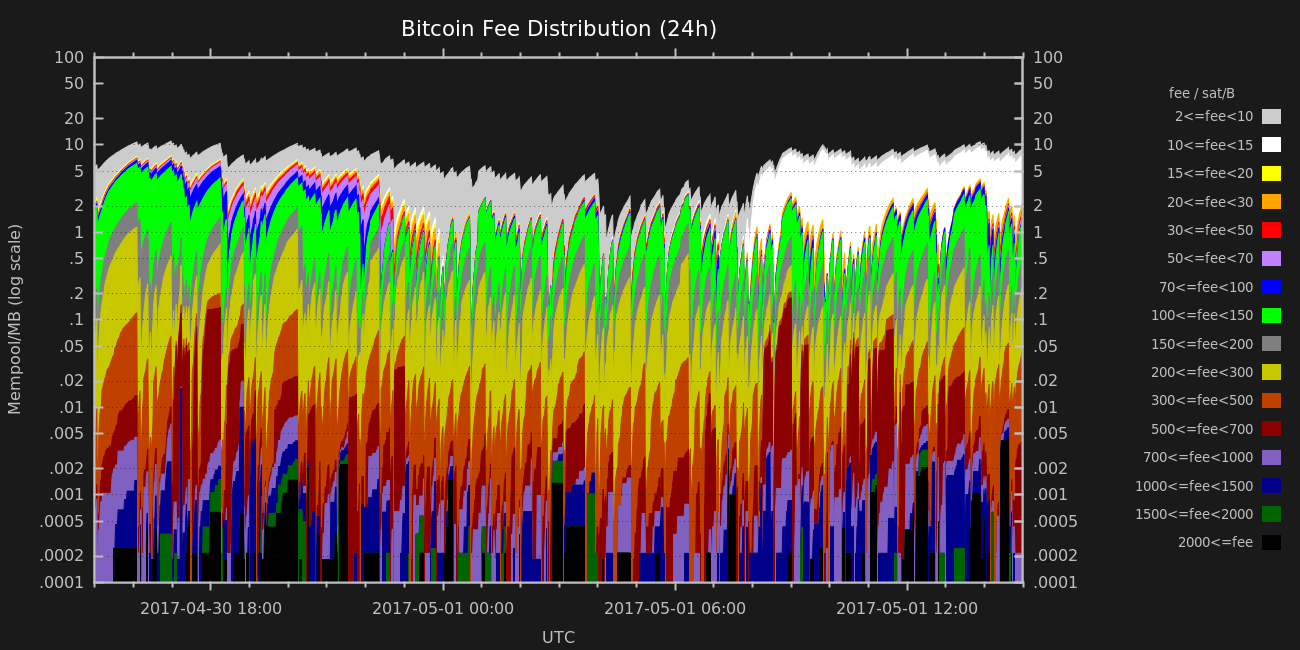 Bitcoin Fee Distribution (24h)
100
50
20
10
5
2
1
.5
.2
.1
.05
.02
.01
.005
.002
.001
.0005
.0002
.0001
Mempool/MB (log scale)
100
50
20
10
5
2
1
.5
.2
.1
.05
.02
.01
.005
.002
.001
.0005
.0002
.0001
2017-04-30 18:00
2017-05-01 00:00
2017-05-01 06:00
2017-05-01 12:00
UTC
fee / sat/B
2<=fee<10
10<=fee<15
15<=fee<20
20<=fee<30
30<=fee<50
50<=fee<70
70<=fee<100
100<=fee<150
150<=fee<200
200<=fee<300
300<=fee<500
500<=fee<700
700<=fee<1000
1000<=fee<1500
1500<=fee<2000
2000<=fee